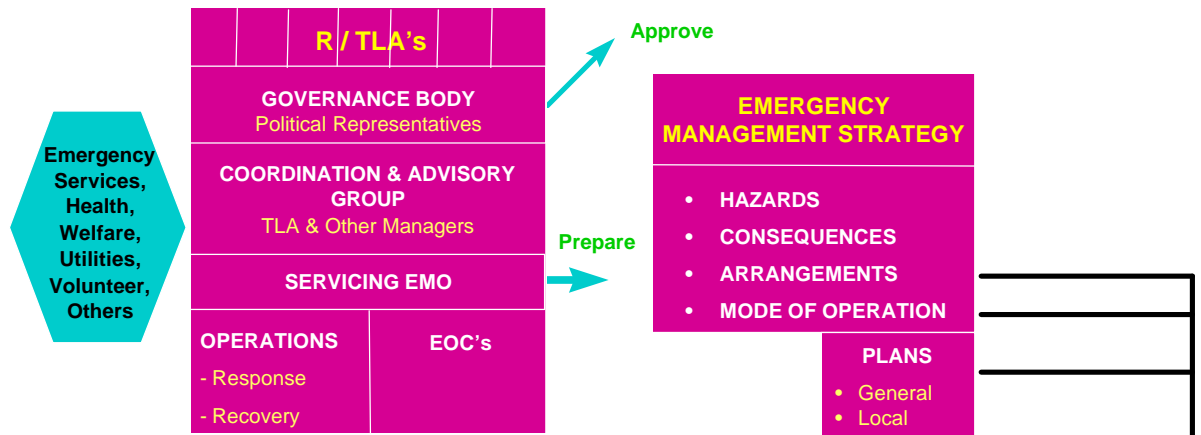 R / TLA's
GOVERNANCE BODY
Political Representatives
COORDINATION & ADVISORY
GROUP
TLA & Other Managers
SERVICING EMO
OPERATIONS
- Response
- Recovery
EOC's
Emergency
Services,
Health,
Welfare,
Utilities,
Volunteer,
Others
Approve
Prepare
EMERGENCY
MANAGEMENT STRATEGY
• HAZARDS
• CONSEQUENCES
• ARRANGEMENTS
• MODE OF OPERATION
PLANS
• General
• Local